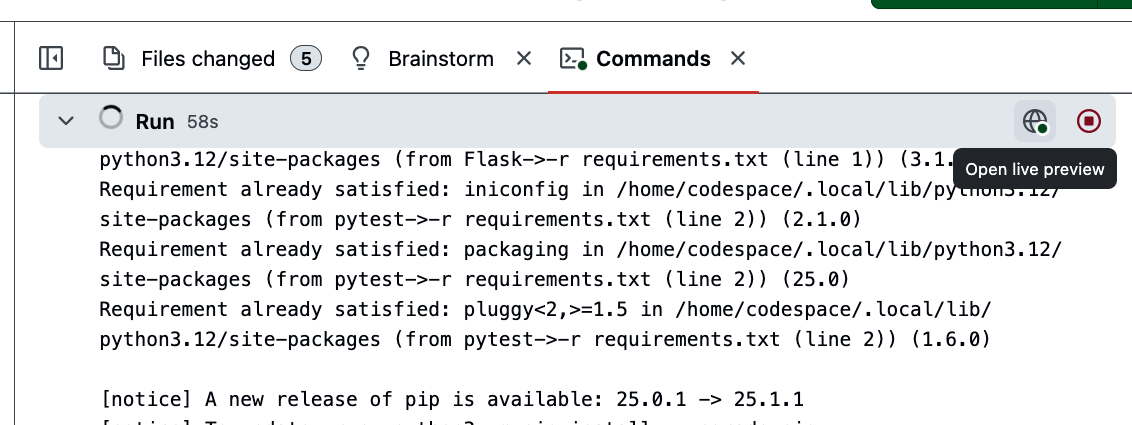 Files changed 5 Brainstorm Commands
Run 58s
Open live preview
python3.12/site-packages (from Flask->-r requirements.txt (line 1)) (3.1.
Requirement already satisfied: iniconfig in /home/codespace/.local/lib/python3.12/
site-packages (from pytest->-r requirements.txt (line 2)) (2.1.0)
Requirement already satisfied: packaging in /home/codespace/.local/lib/python3.12/
site-packages (from pytest->-r requirements.txt (line 2)) (25.0)
Requirement already satisfied: pluggy<2,>=1.5 in /home/codespace/.local/lib/
python3.12/site-packages (from pytest->-r requirements.txt (line 2)) (1.6.0)
[notice] A new release of pip is available: 25.0.1 -> 25.1.1